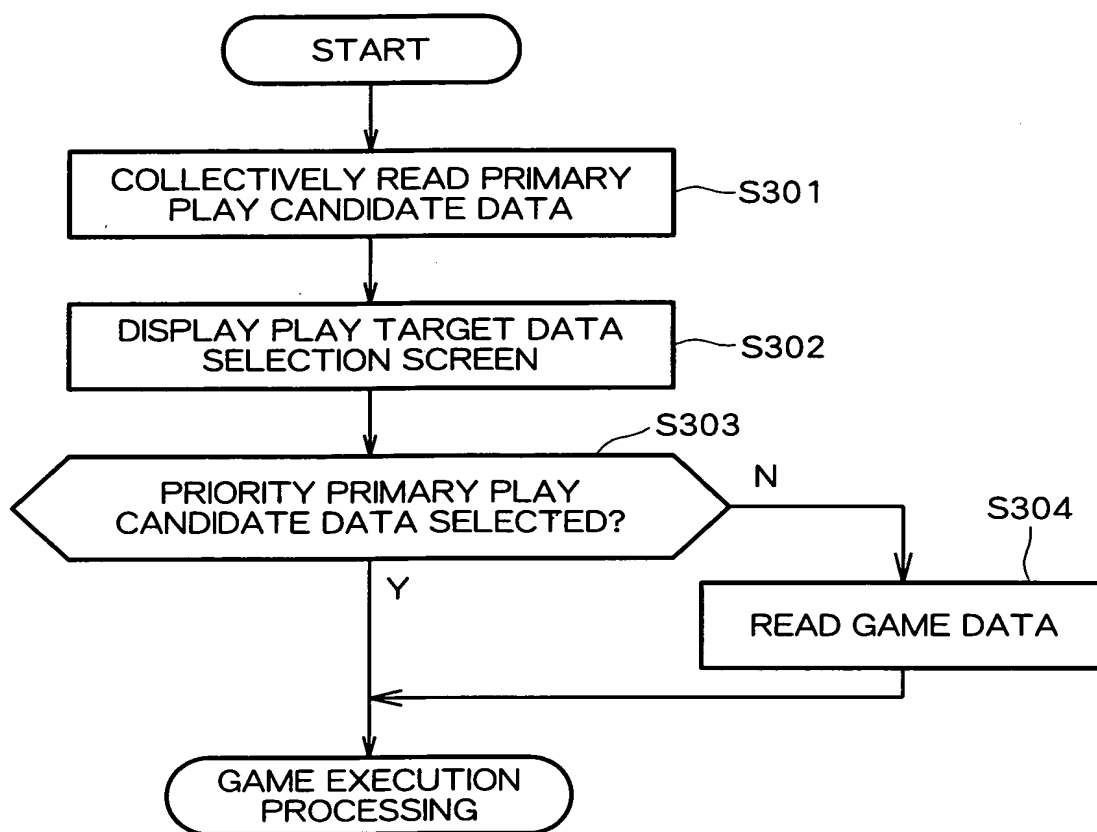 START
COLLECTIVELY READ PRIMARY
PLAY CANDIDATE DATA
S301
DISPLAY PLAY TARGET DATA
SELECTION SCREEN
S302
S303
PRIORITY PRIMARY PLAY
CANDIDATE DATA SELECTED?
N
Y
S304
READ GAME DATA
GAME EXECUTION
PROCESSING